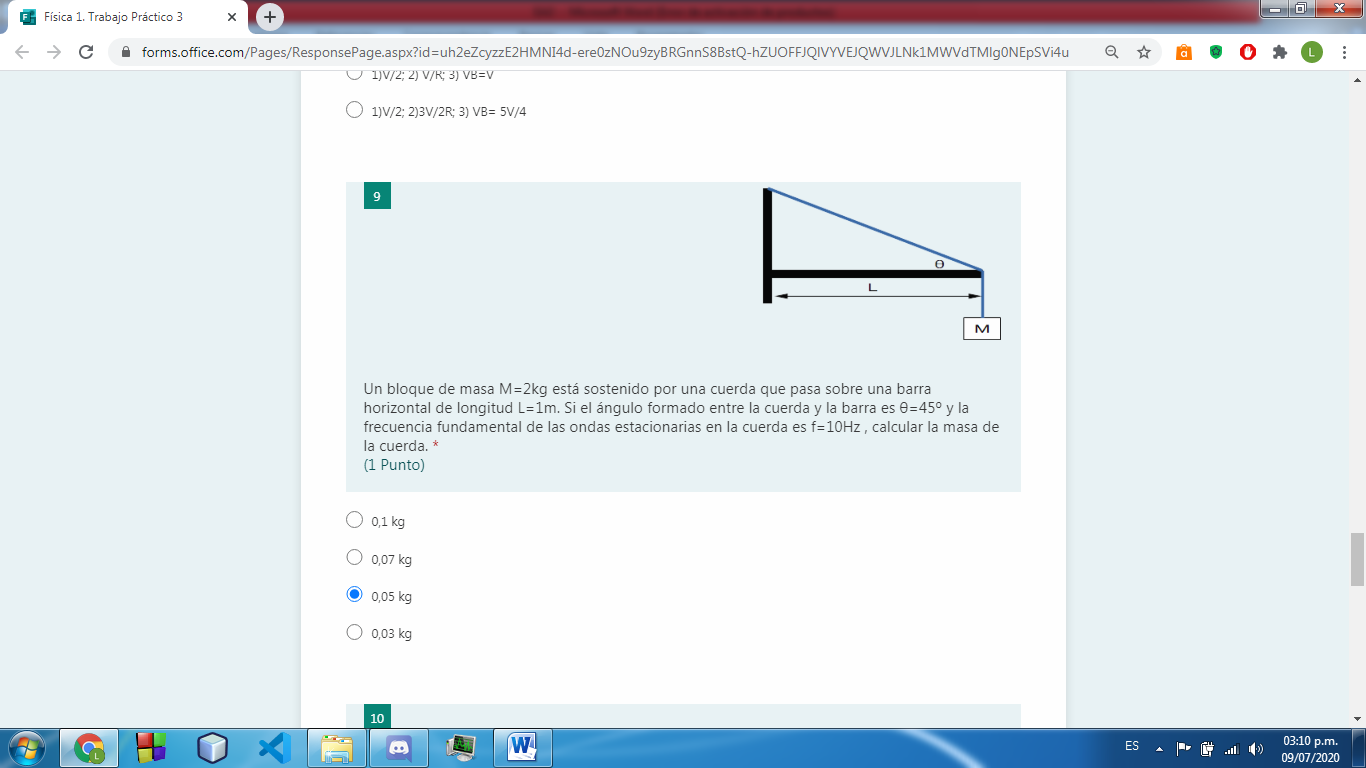 Física 1. Trabajo Práctico 3
forms.office.com/Pages/ResponsePage.aspx?id=uh2eZcyzzE2HMNI4d-ere0zNOu9zyBRGnnS8BstQ-hZUOFFJQlVYVEJQWVJLNk1MWVdTMlg0NEpSVi4u
L
1)V/2; 2) V/R; 3) VB=V
1)V/2; 2)3V/2R; 3) VB= 5V/4
9
θ
L
M
Un bloque de masa M=2kg está sostenido por una cuerda que pasa sobre una barra
horizontal de longitud L=1m. Si el ángulo formado entre la cuerda y la barra es θ=45º y la
frecuencia fundamental de las ondas estacionarias en la cuerda es f=10Hz , calcular la masa de
la cuerda. *
(1 Punto)
0,1 kg
0,07 kg
0,05 kg
0,03 kg
10
ES
03:10 p.m.
09/07/2020